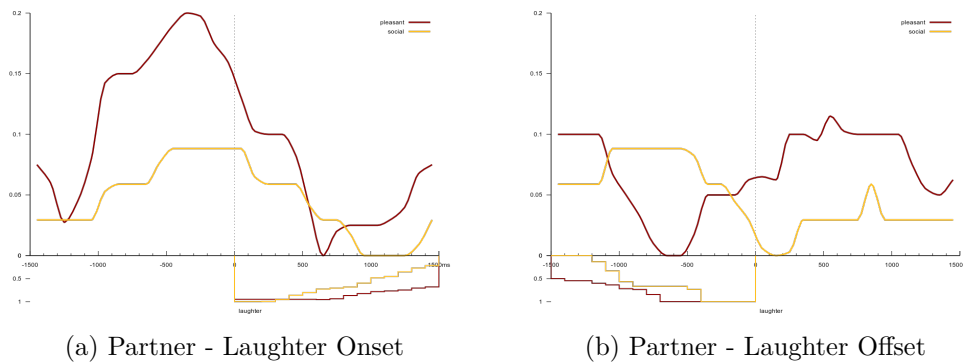 0.2
0.15
0.1
0.05
0
-1500 -1000 -500 0 500 1000 1500ms
0.5
1
laughter
pleasant
social
0.2
0.15
0.1
0.05
0
-1500 -1000 -500 0 500 1000 1500
0.5
1
laughter
pleasant
social
(a) Partner - Laughter Onset
(b) Partner - Laughter Offset